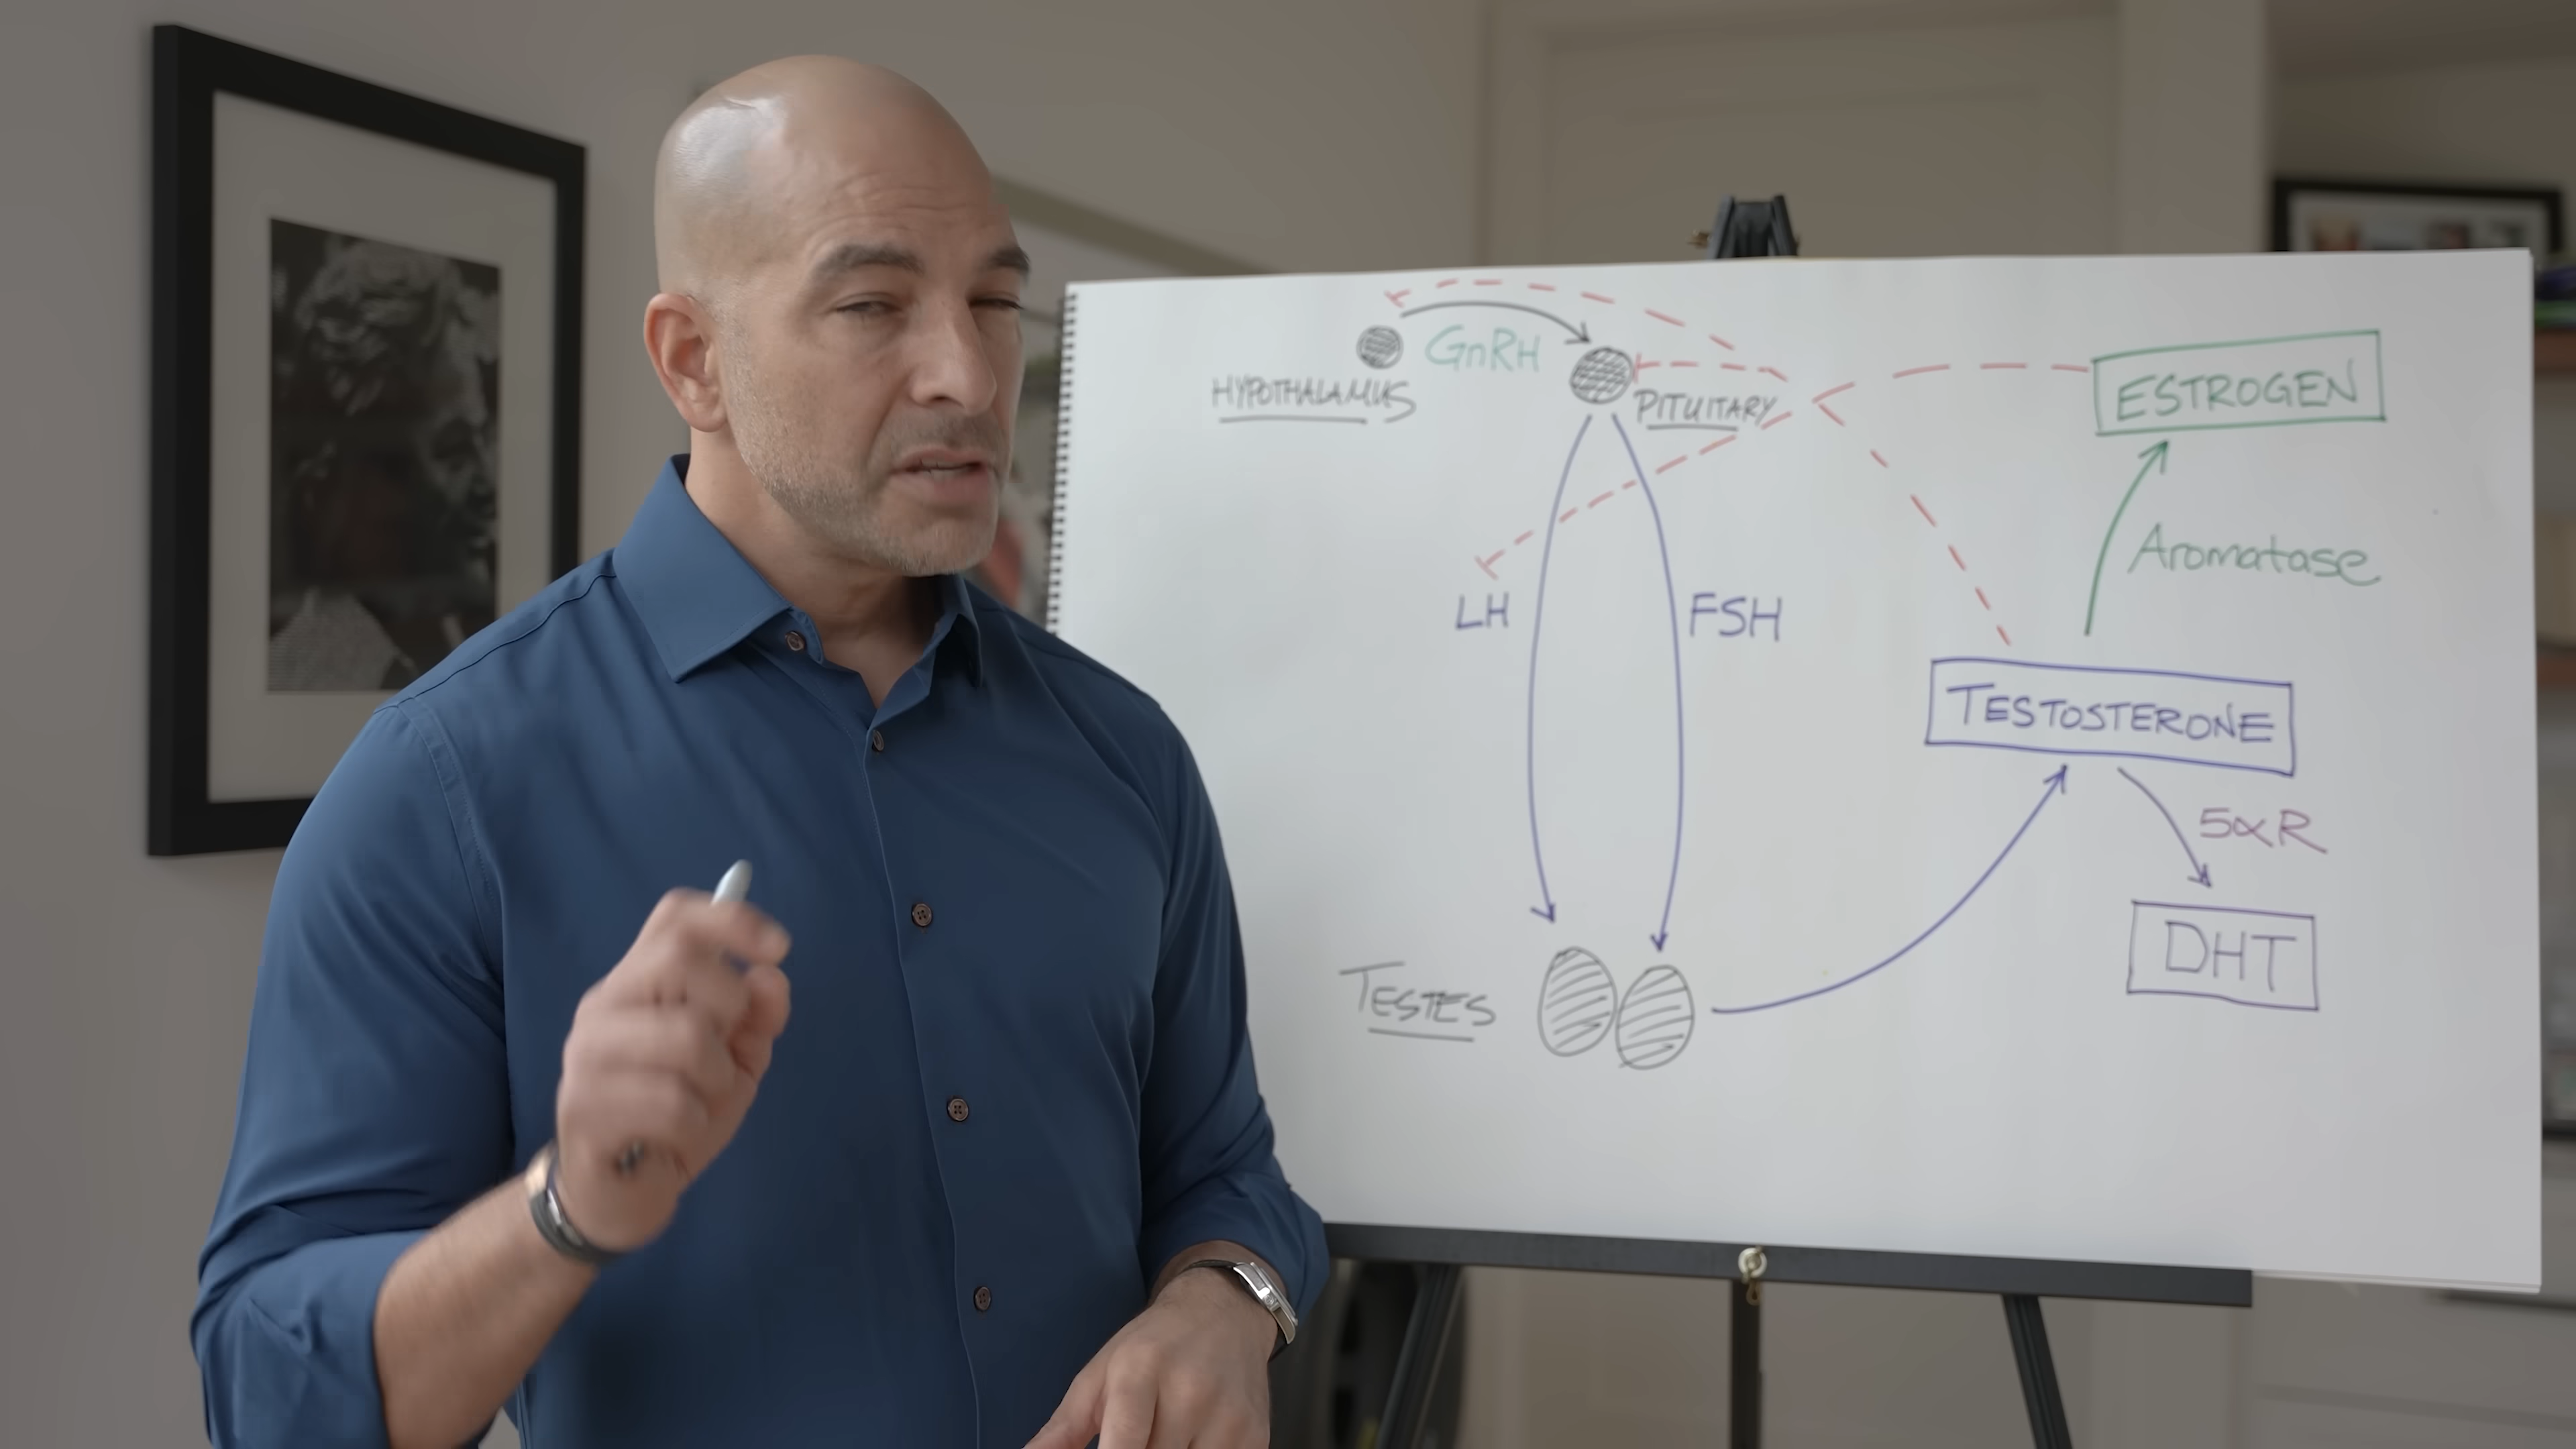 GnRH
HYPOTHALAMUS
PITUITARY
ESTROGEN
Aromatase
LH
FSH
TESTOSTERONE
5αR
DHT
TESTES